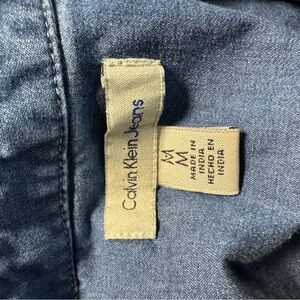 Calvin Klein Jeans
M
M
MADE IN
INDIA
HECHO EN
INDIA